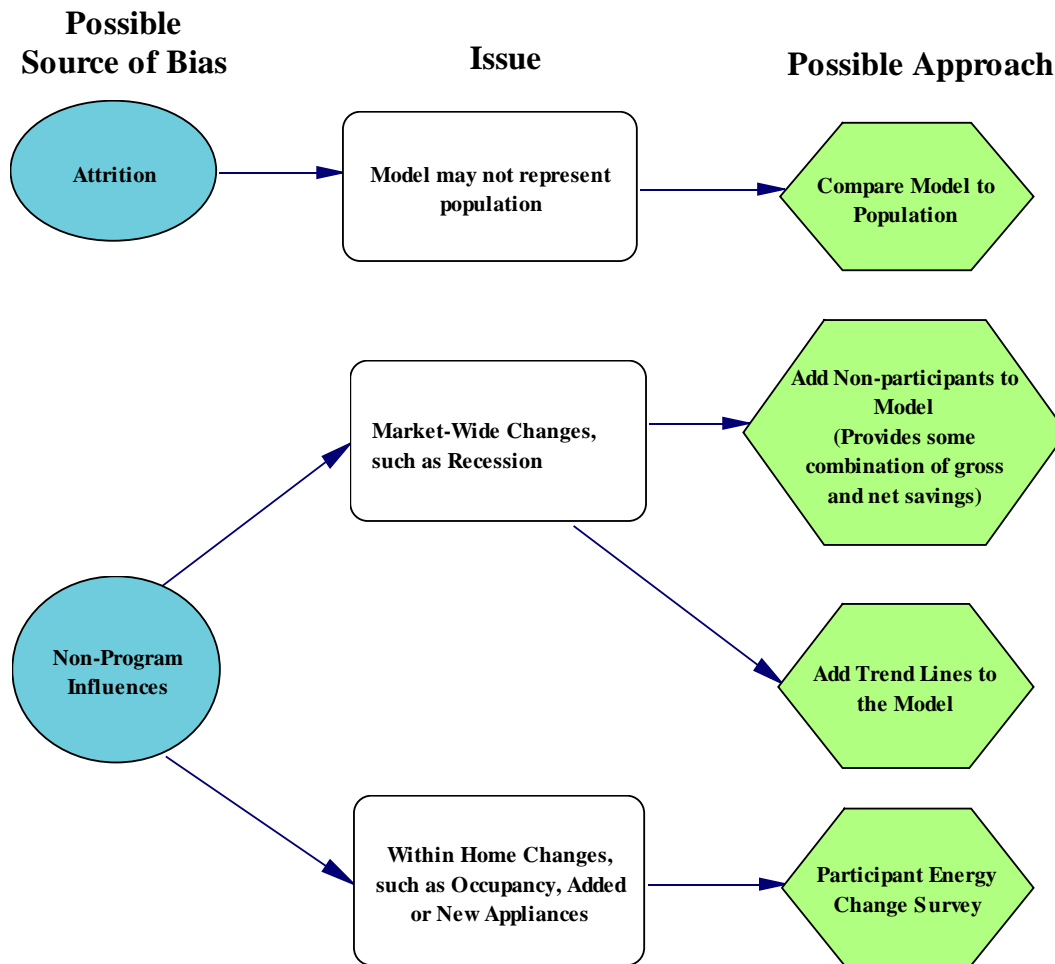 Possible
Source of Bias
Issue
Possible Approach
Attrition
Model may not represent
population
Compare Model to
Population
Market-Wide Changes,
such as Recession
Add Non-participants to
Model
(Provides some
combination of gross
and net savings)
Non-Program
Influences
Add Trend Lines to
the Model
Within Home Changes,
such as Occupancy, Added
or New Appliances
Participant Energy
Change Survey